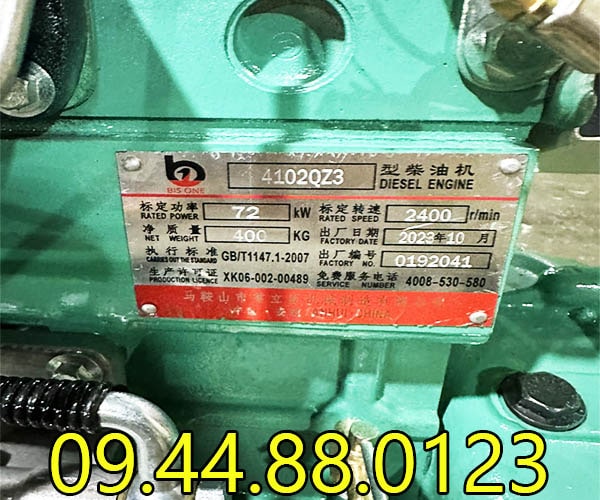 BIS ONE
4102QZ3 型柴油机
DIESEL ENGINE
标定功率 72 kW 标定转速 2400 r/min
RATED POWER RATED SPEED
净质量 400 KG 出厂日期 2023年10月
NET WEIGHT FACTORY DATE
执行标准 GB/T1147.1-2007 出厂编号 0192041
CARRIED OUT THE STANDARD FACTORY NO
生产许可证 XK06-002-00489 免费服务电话 4008-530-580
PRODUCTION LICENCE SERVICE NUMBER
马鞍山市
中国
CHINA
09.44.88.0123